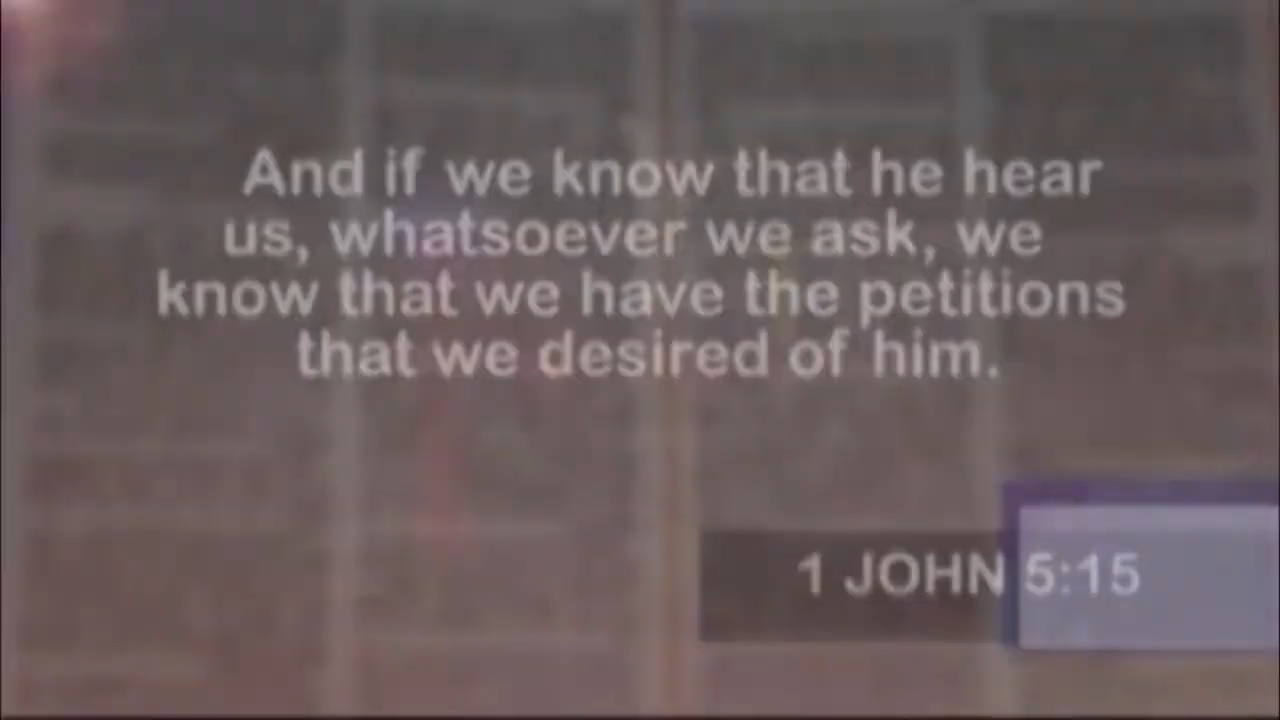 And if we know that he hear
us, whatsoever we ask, we
know that we have the petitions
that we desired of him.
1 JOHN 5:15